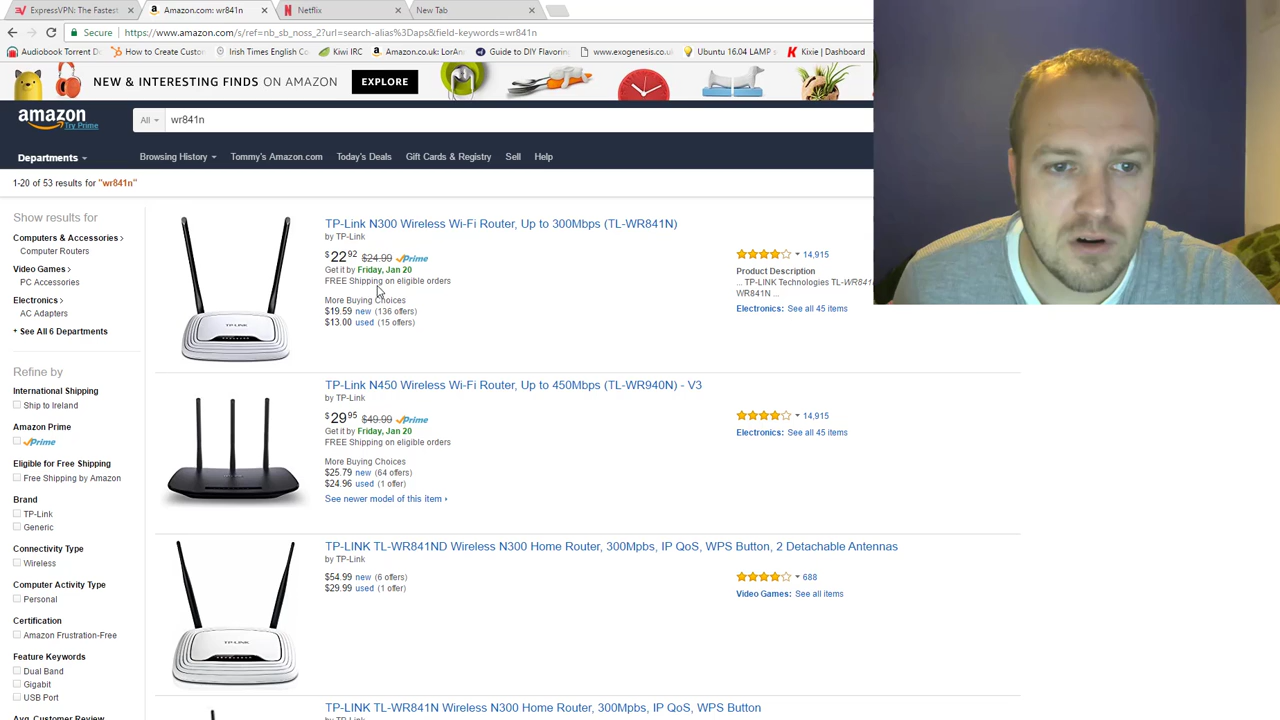 ExpressVPN: The Fastest
Amazon.com: wr841n
Netflix
New Tab
Secure
https://www.amazon.com/s/ref=nb_sb_noss_2?url=search-alias%3Daps&field-keywords=wr841n
Audiobook Torrent D
How to Create Custom
Irish Times English C
Kiwi IRC
Amazon.co.uk: LorAn
Guide to DIY Flavoring
www.exogenesis.co.u
Ubuntu 16.04 LAMP s
Kixie | Dashboard
NEW & INTERESTING FINDS ON AMAZON
EXPLORE
amazon
Try Prime
All
wr841n
Departments
Browsing History
Tommy's Amazon.com
Today's Deals
Gift Cards & Registry
Sell
Help
1-20 of 53 results for "wr841n"
Show results for
Computers & Accessories
Computer Routers
Video Games
PC Accessories
Electronics
AC Adapters
+ See All 6 Departments
Refine by
International Shipping
Ship to Ireland
Amazon Prime
Prime
Eligible for Free Shipping
Free Shipping by Amazon
Brand
TP-Link
Generic
Connectivity Type
Wireless
Computer Activity Type
Personal
Certification
Amazon Frustration-Free
Feature Keywords
Dual Band
Gigabit
USB Port
Avg. Customer Review
TP-Link N300 Wireless Wi-Fi Router, Up to 300Mbps (TL-WR841N)
by TP-Link
$22 92 $24.99 Prime
Get it by Friday, Jan 20
FREE Shipping on eligible orders
More Buying Choices
$19.59 new (136 offers)
$13.00 used (15 offers)
14,915
Product Description
... TP-LINK Technologies TL-WR841
WR841N ...
Electronics: See all 45 items
TP-LINK
TP-Link N450 Wireless Wi-Fi Router, Up to 450Mbps (TL-WR940N) - V3
by TP-Link
$29 95 $49.99 Prime
Get it by Friday, Jan 20
FREE Shipping on eligible orders
More Buying Choices
$25.79 new (64 offers)
$24.96 used (1 offer)
See newer model of this item
14,915
Electronics: See all 45 items
TP-LINK TL-WR841ND Wireless N300 Home Router, 300Mbps, IP QoS, WPS Button, 2 Detachable Antennas
by TP-Link
$54.99 new (6 offers)
$29.99 used (1 offer)
688
Video Games: See all items
TP-LINK
TP-LINK TL-WR841N Wireless N300 Home Router, 300Mbps, IP QoS, WPS Button
by TP-Link